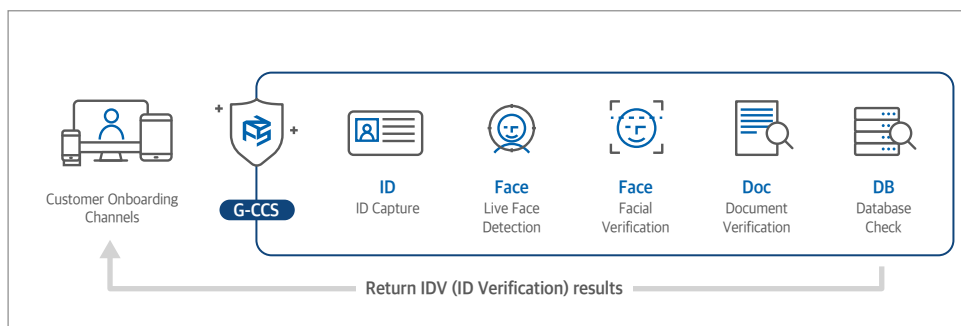 Customer Onboarding
Channels
G-CCS
ID
ID Capture
Face
Live Face
Detection
Face
Facial
Verification
Doc
Document
Verification
DB
Database
Check
Return IDV (ID Verification) results